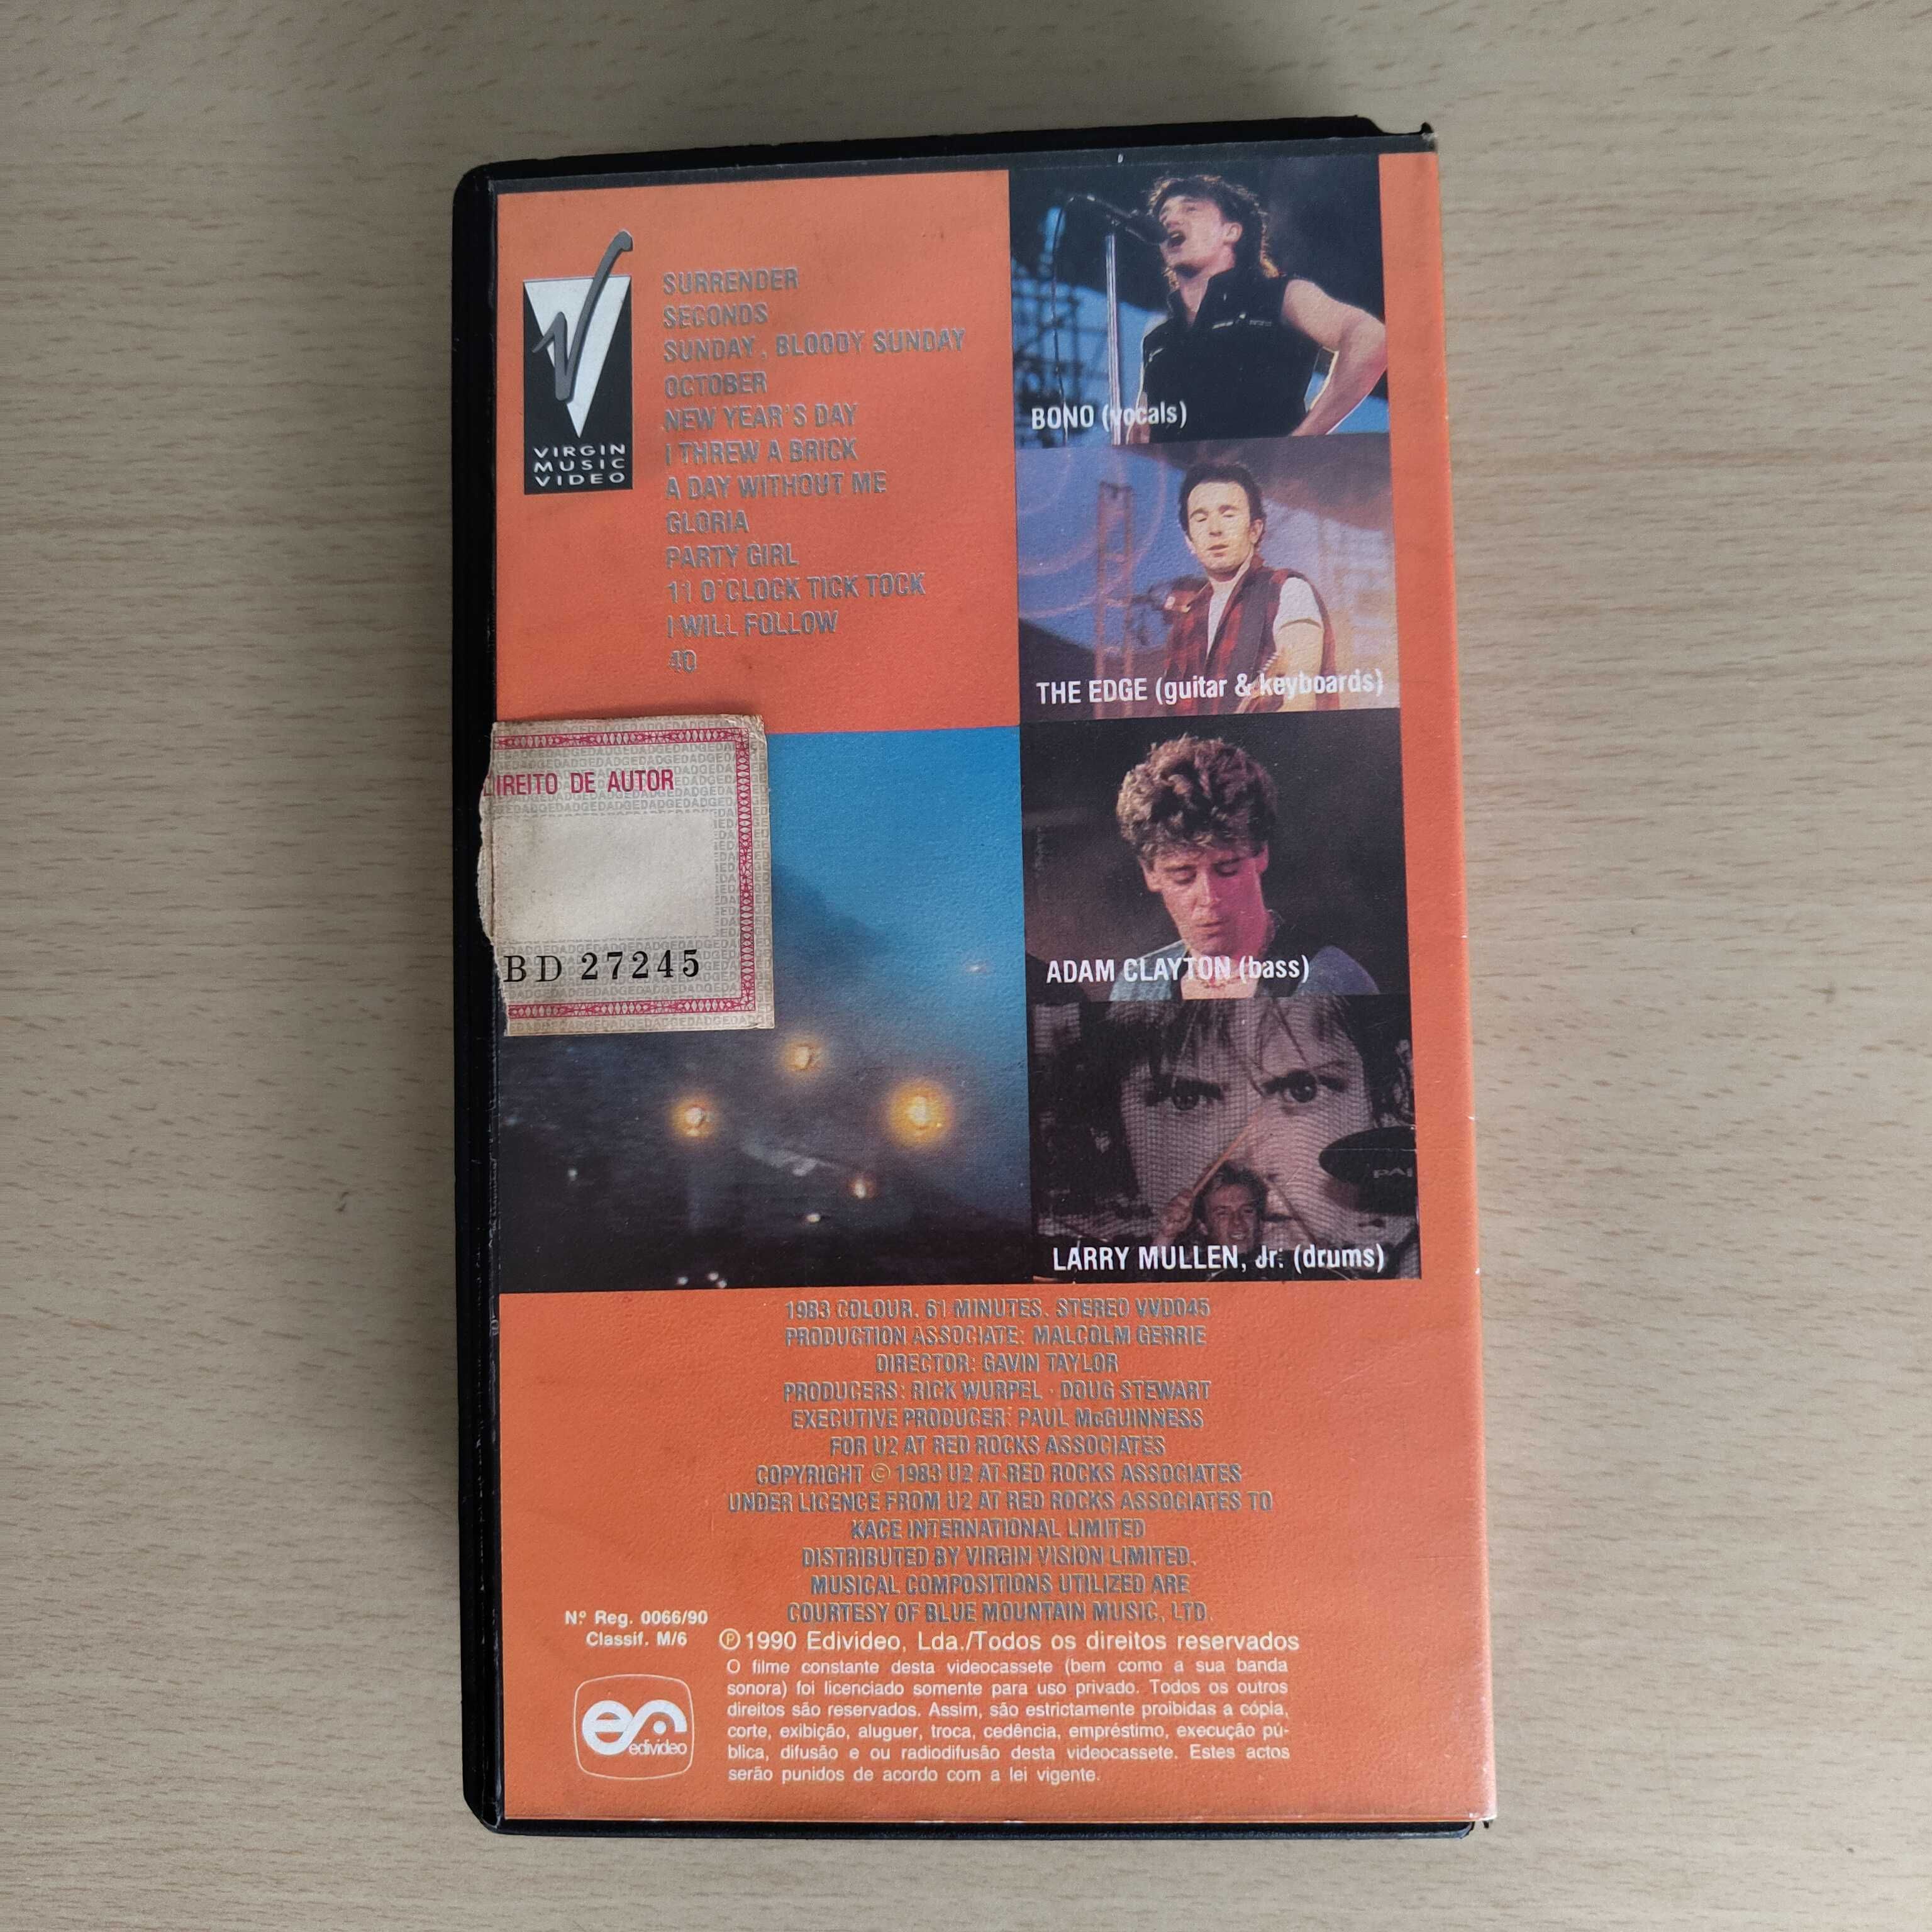 VIRGIN
MUSIC
VIDEO
SURRENDER
SECONDS
SUNDAY, BLOODY SUNDAY
OCTOBER
NEW YEAR'S DAY
I THREW A BRICK
A DAY WITHOUT ME
GLORIA
PARTY GIRL
11 O'CLOCK TICK TOCK
I WILL FOLLOW
40
BONO (vocals)
THE EDGE (guitar & keyboards)
ADAM CLAYTON (bass)
LARRY MULLEN, Jr. (drums)
IREITO DE AUTOR
BD 27245
1983 COLOUR. 61 MINUTES. STEREO VVD045
PRODUCTION ASSOCIATE: MALCOLM GERRIE
DIRECTOR: GAVIN TAYLOR
PRODUCERS: RICK WURPEL · DOUG STEWART
EXECUTIVE PRODUCER: PAUL McGUINNESS
FOR U2 AT RED ROCKS ASSOCIATES
COPYRIGHT © 1983 U2 AT RED ROCKS ASSOCIATES
UNDER LICENCE FROM U2 AT RED ROCKS ASSOCIATES TO
KACE INTERNATIONAL LIMITED
DISTRIBUTED BY VIRGIN VISION LIMITED.
MUSICAL COMPOSITIONS UTILIZED ARE
COURTESY OF BLUE MOUNTAIN MUSIC, LTD.
N.º Reg. 0066/90
Classif. M/6
℗ 1990 Edivideo, Lda./Todos os direitos reservados
O filme constante desta videocassete (bem como a sua banda
sonora) foi licenciado somente para uso privado. Todos os outros
direitos são reservados. Assim, são estrictamente proibidas a cópia,
corte, exibição, aluguer, troca, cedência, empréstimo, execução pú-
blica, difusão e ou radiodifusão desta videocassete. Estes actos
serão punidos de acordo com a lei vigente.
edivideo